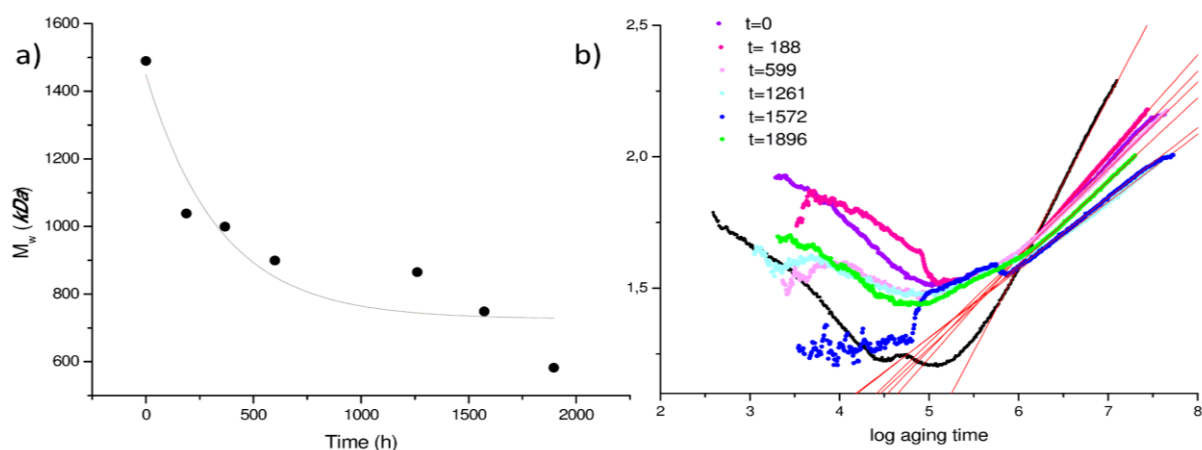 a)
1600
1400
1200
1000
800
600
M_w (kDa)
0
500
1000
1500
2000
Time (h)
b)
2,5
2,0
1,5
t=0
t= 188
t=599
t=1261
t=1572
t=1896
2
3
4
5
6
7
8
log aging time